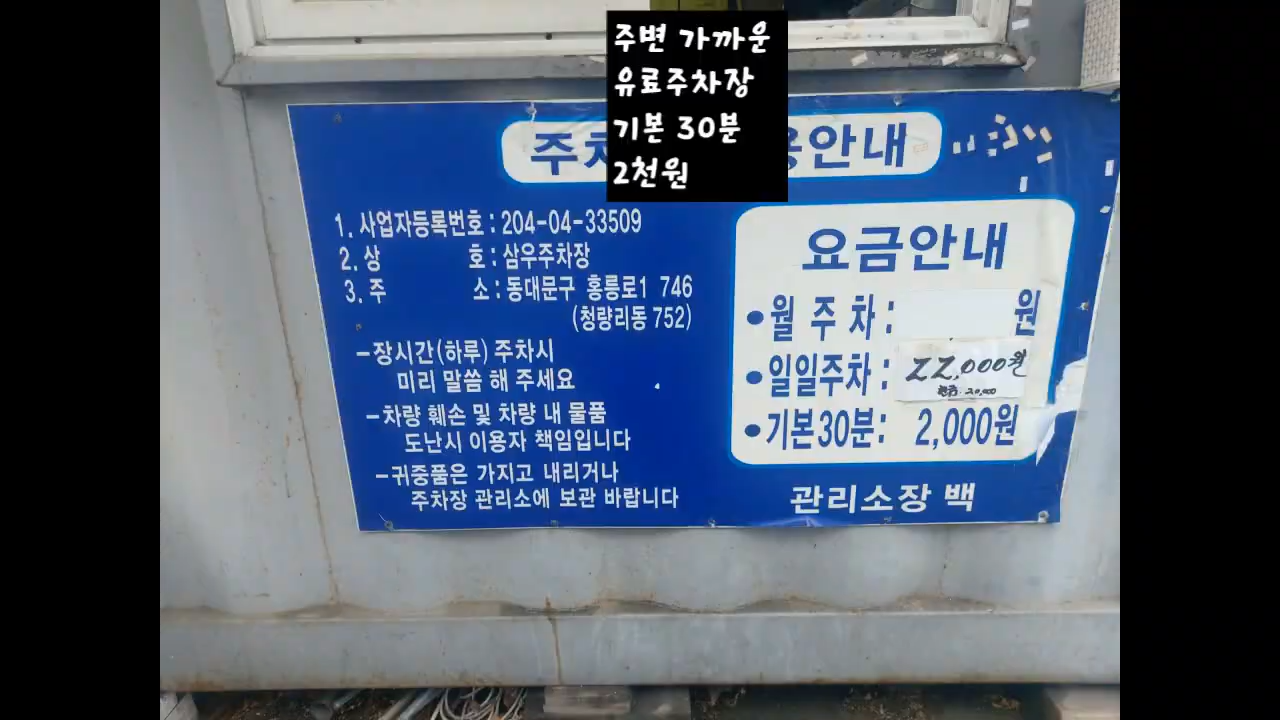 주변 가까운
유료주차장
기본 30분
2천원
주차 용안내
1. 사업자등록번호 : 204-04-33509
2. 상 호 : 삼우주차장
3. 주 소 : 동대문구 홍릉로1 746
(청량리동 752)
-장시간(하루) 주차시
미리 말씀 해 주세요
-차량 훼손 및 차량 내 물품
도난시 이용자 책임입니다
-귀중품은 가지고 내리거나
주차장 관리소에 보관 바랍니다
요금안내
•월 주 차 : 원
•일일주차 : 22,000원
현금 20,000
•기본30분: 2,000원
관리소장 백